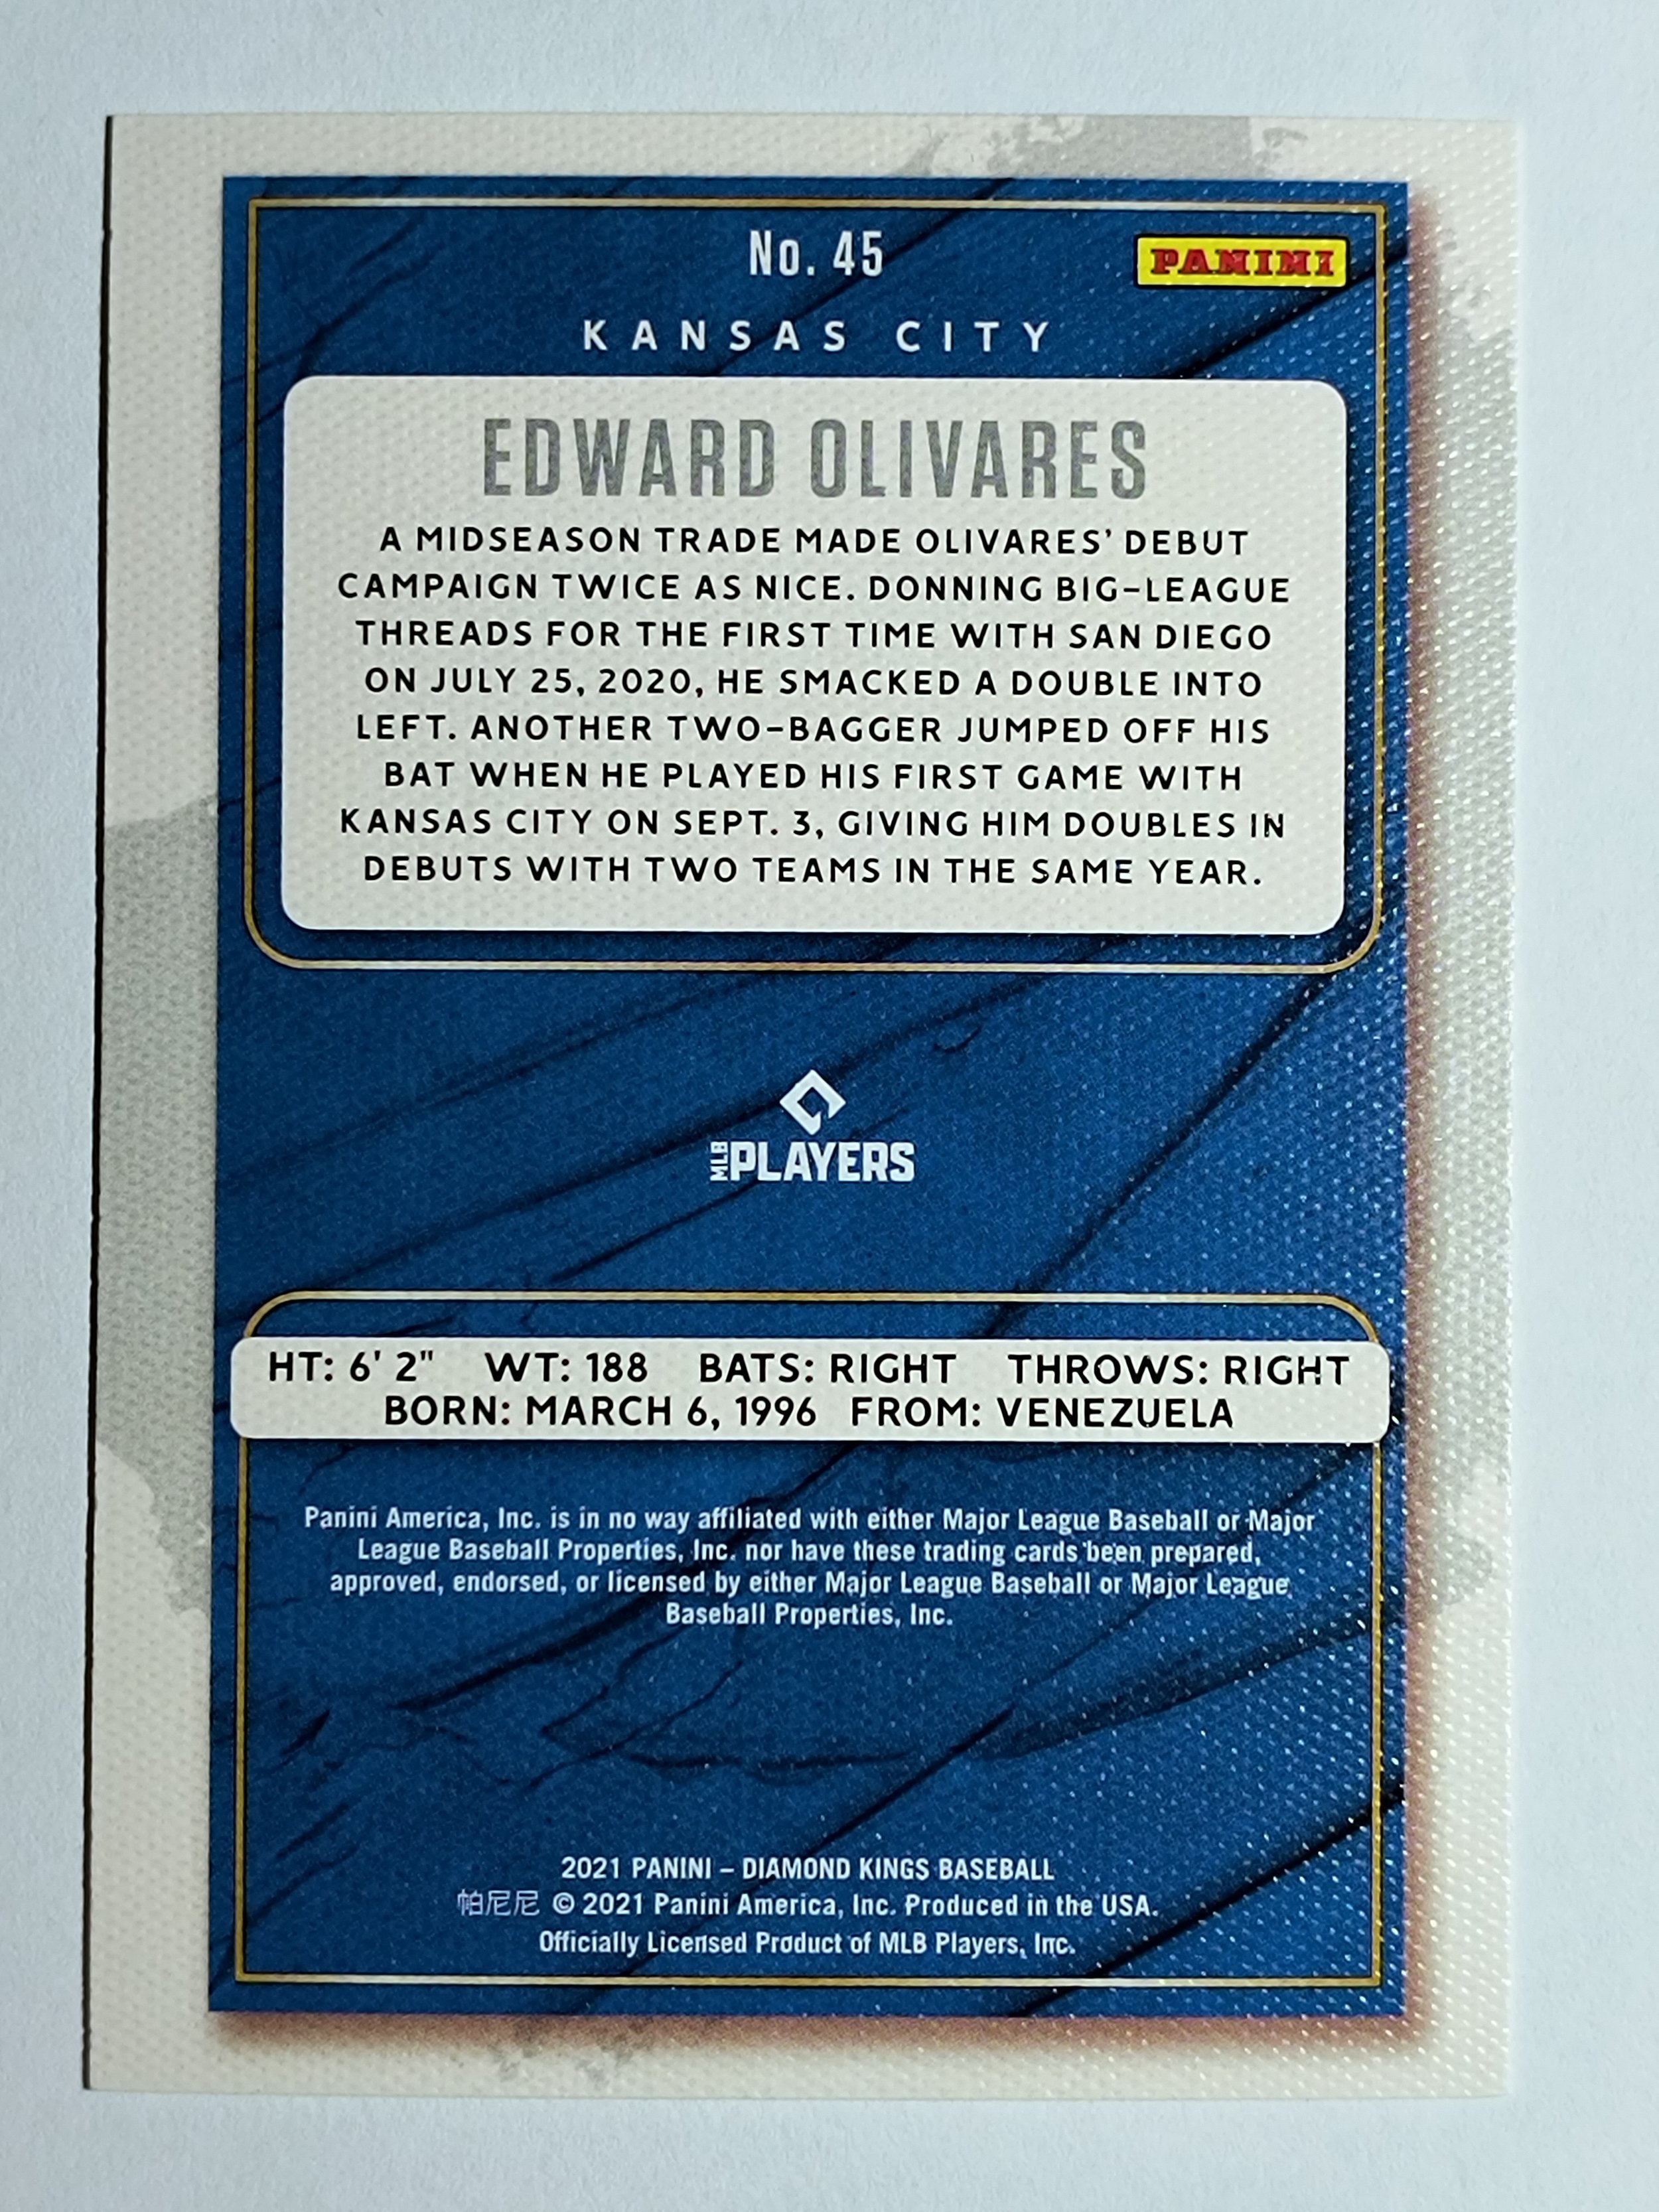 No. 45
PANINI
KANSAS CITY
EDWARD OLIVARES
A MIDSEASON TRADE MADE OLIVARES' DEBUT
CAMPAIGN TWICE AS NICE. DONNING BIG-LEAGUE
THREADS FOR THE FIRST TIME WITH SAN DIEGO
ON JULY 25, 2020, HE SMACKED A DOUBLE INTO
LEFT. ANOTHER TWO-BAGGER JUMPED OFF HIS
BAT WHEN HE PLAYED HIS FIRST GAME WITH
KANSAS CITY ON SEPT. 3, GIVING HIM DOUBLES IN
DEBUTS WITH TWO TEAMS IN THE SAME YEAR.
MLB PLAYERS
HT: 6' 2" WT: 188 BATS: RIGHT THROWS: RIGHT
BORN: MARCH 6, 1996 FROM: VENEZUELA
Panini America, Inc. is in no way affiliated with either Major League Baseball or Major
League Baseball Properties, Inc. nor have these trading cards been prepared,
approved, endorsed, or licensed by either Major League Baseball or Major League
Baseball Properties, Inc.
2021 PANINI – DIAMOND KINGS BASEBALL
帕尼尼 © 2021 Panini America, Inc. Produced in the USA.
Officially Licensed Product of MLB Players, Inc.